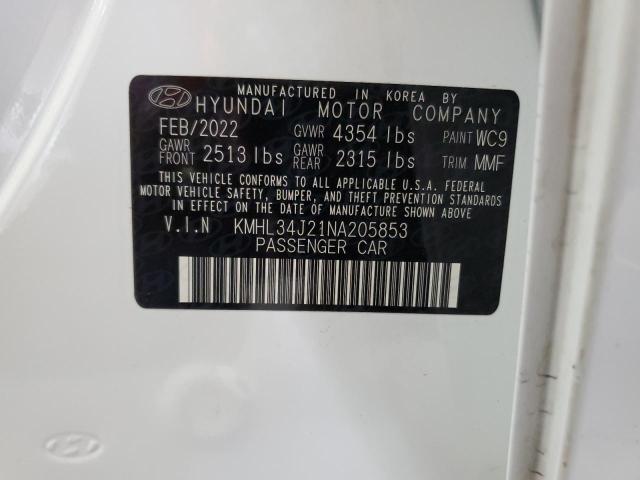 MANUFACTURED IN KOREA BY
HYUNDAI MOTOR COMPANY
FEB/2022 GVWR 4354 lbs PAINT WC9
GAWR FRONT 2513 lbs GAWR REAR 2315 lbs TRIM MMF
THIS VEHICLE CONFORMS TO ALL APPLICABLE U.S.A. FEDERAL
MOTOR VEHICLE SAFETY, BUMPER, AND THEFT PREVENTION STANDARDS
IN EFFECT ON THE DATE OF MANUFACTURE SHOWN ABOVE.
V.I.N KMHL34J21NA205853
PASSENGER CAR